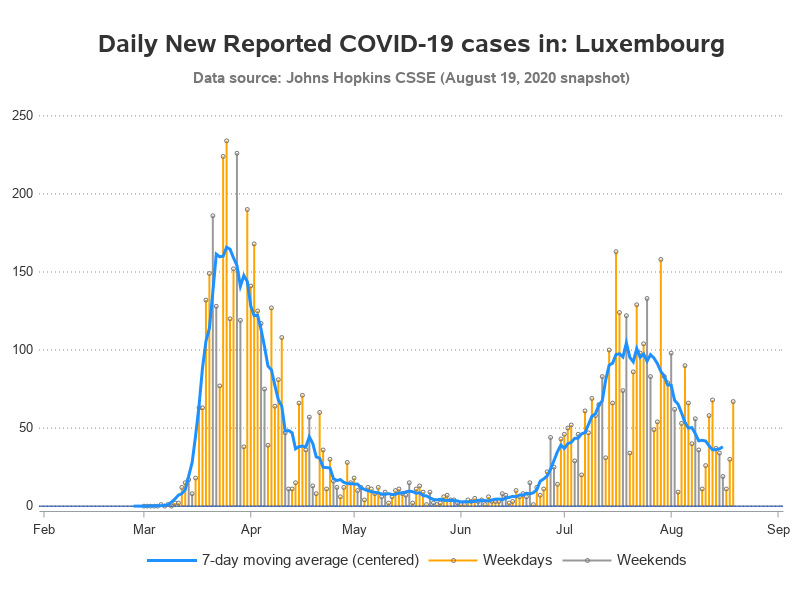 Daily New Reported COVID-19 cases in: Luxembourg
Data source: Johns Hopkins CSSE (August 19, 2020 snapshot)
250
200
150
100
50
0
Feb Mar Apr May Jun Jul Aug Sep
7-day moving average (centered) Weekdays Weekends